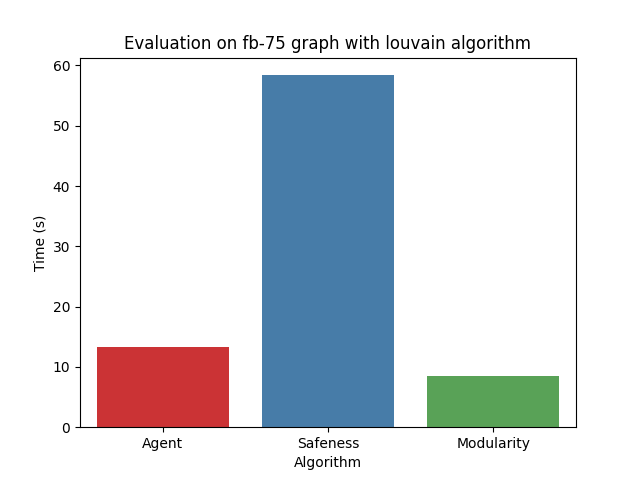 Evaluation on fb-75 graph with louvain algorithm
60
50
40
30
20
10
0
Time (s)
Agent
Safeness
Modularity
Algorithm